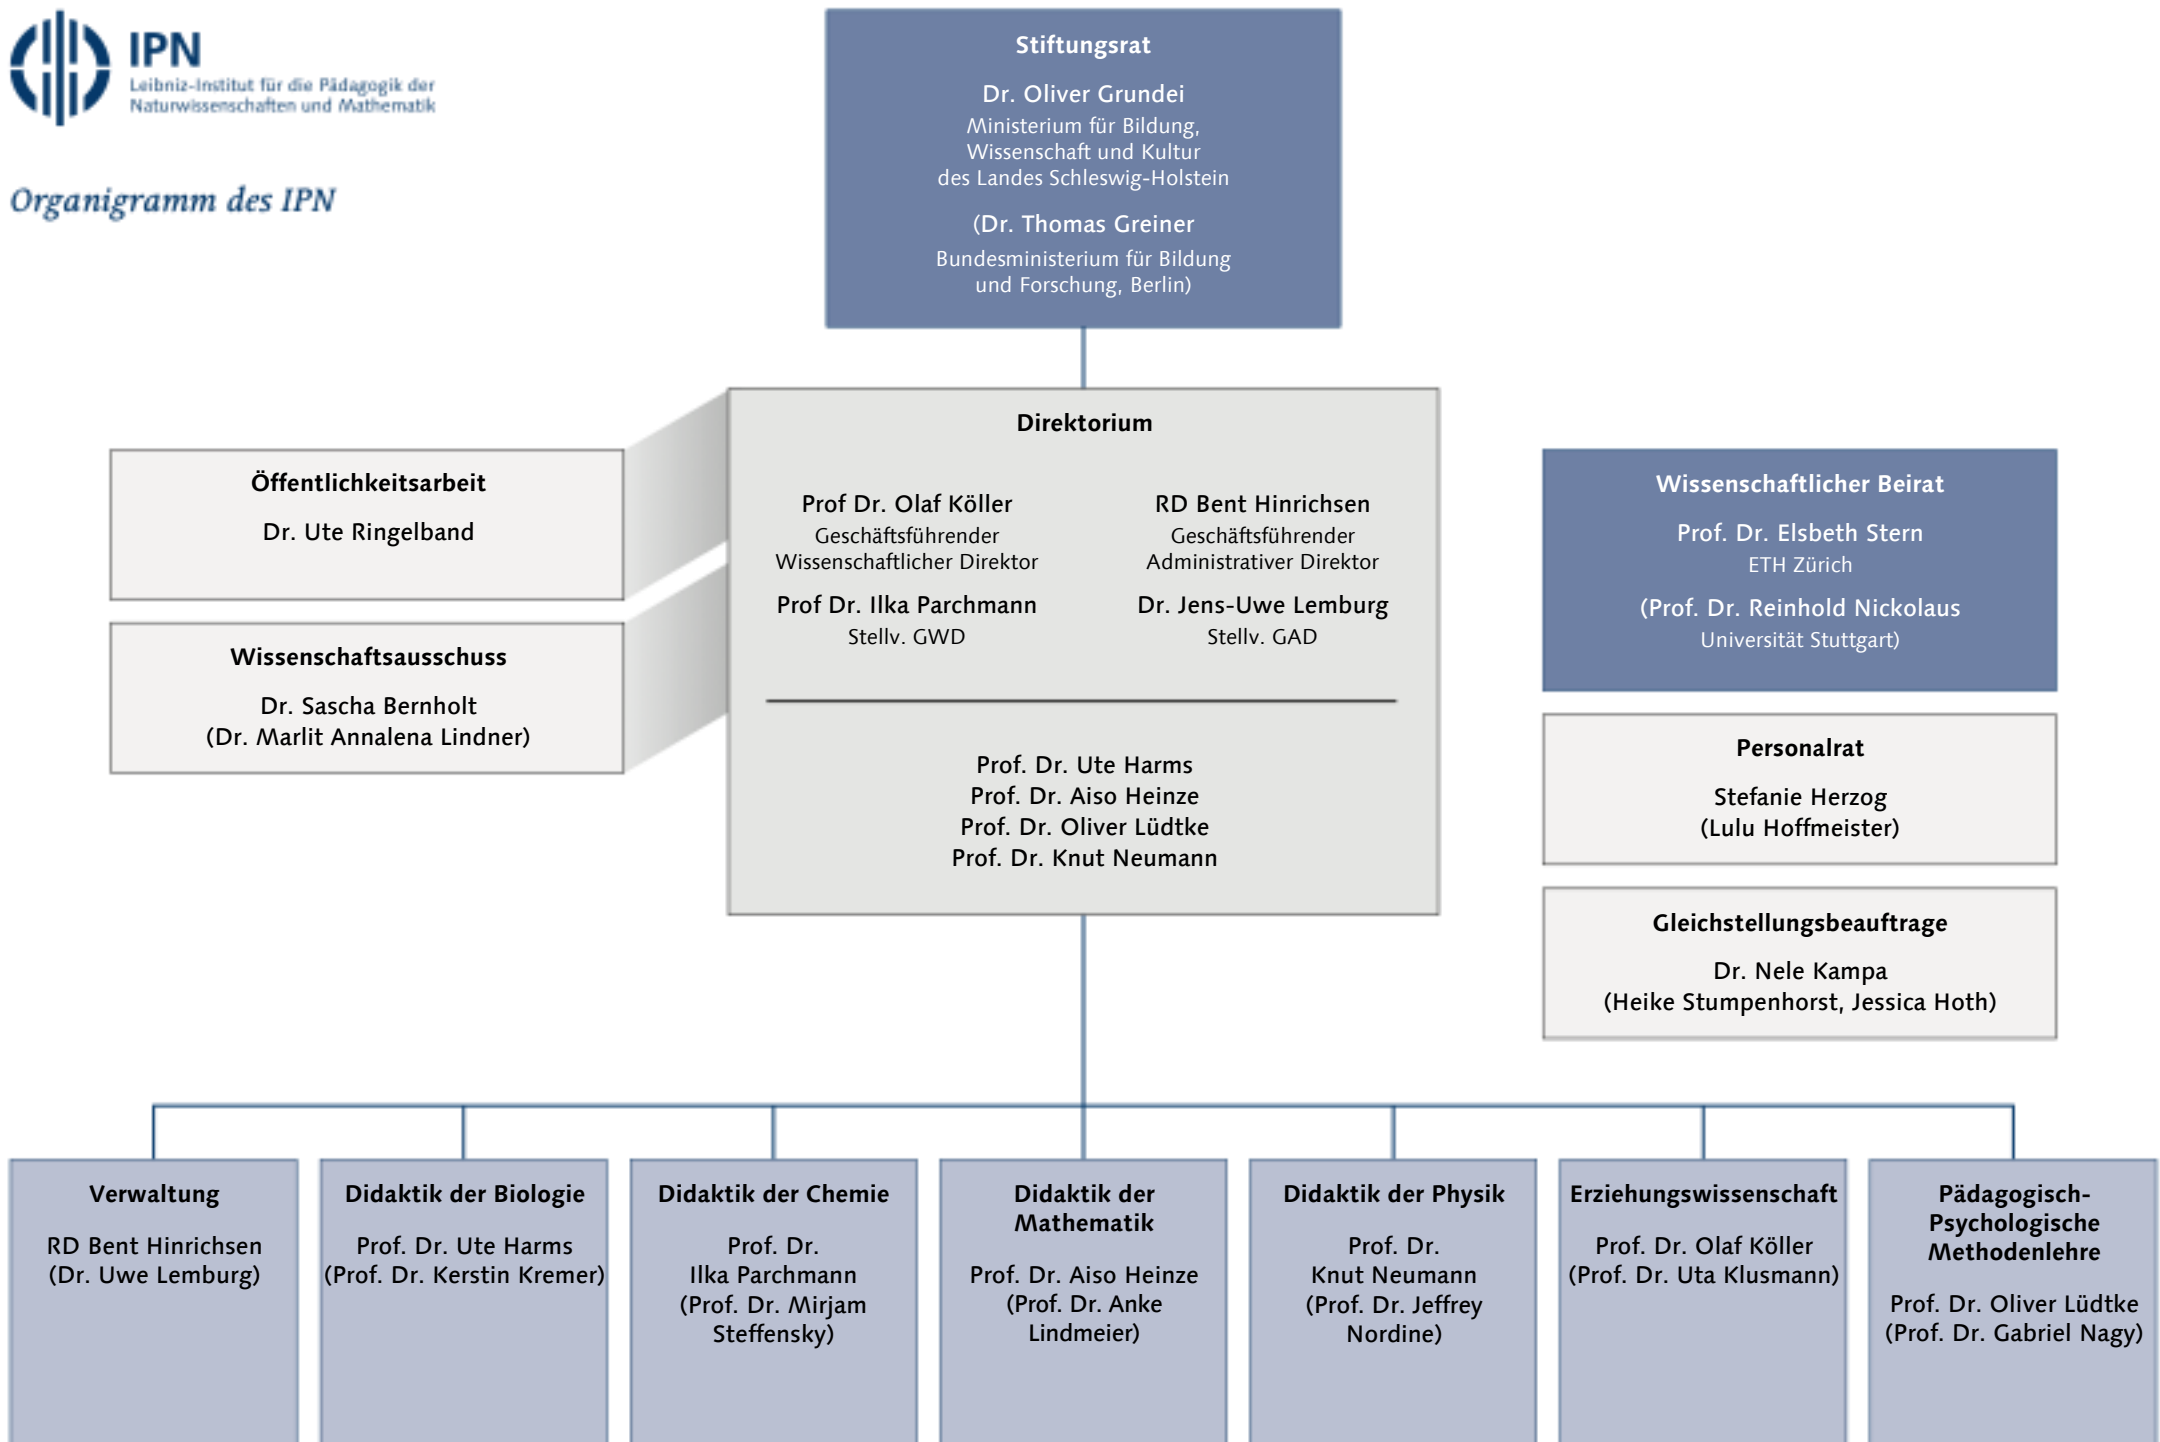 IPN
Leibniz-Institut für die Pädagogik der
Naturwissenschaften und Mathematik
Organigramm des IPN
Stiftungsrat
Dr. Oliver Grundei
Ministerium für Bildung,
Wissenschaft und Kultur
des Landes Schleswig-Holstein
(Dr. Thomas Greiner
Bundesministerium für Bildung
und Forschung, Berlin)
Direktorium
Prof Dr. Olaf Köller
Geschäftsführender
Wissenschaftlicher Direktor
Prof Dr. Ilka Parchmann
Stellv. GWD
RD Bent Hinrichsen
Geschäftsführender
Administrativer Direktor
Dr. Jens-Uwe Lemburg
Stellv. GAD
Prof. Dr. Ute Harms
Prof. Dr. Aiso Heinze
Prof. Dr. Oliver Lüdtke
Prof. Dr. Knut Neumann
Öffentlichkeitsarbeit
Dr. Ute Ringelband
Wissenschaftsausschuss
Dr. Sascha Bernholt
(Dr. Marlit Annalena Lindner)
Wissenschaftlicher Beirat
Prof. Dr. Elsbeth Stern
ETH Zürich
(Prof. Dr. Reinhold Nickolaus
Universität Stuttgart)
Personalrat
Stefanie Herzog
(Lulu Hoffmeister)
Gleichstellungsbeauftrage
Dr. Nele Kampa
(Heike Stumpenhorst, Jessica Hoth)
Verwaltung
RD Bent Hinrichsen
(Dr. Uwe Lemburg)
Didaktik der Biologie
Prof. Dr. Ute Harms
(Prof. Dr. Kerstin Kremer)
Didaktik der Chemie
Prof. Dr.
Ilka Parchmann
(Prof. Dr. Mirjam
Steffensky)
Didaktik der
Mathematik
Prof. Dr. Aiso Heinze
(Prof. Dr. Anke
Lindmeier)
Didaktik der Physik
Prof. Dr.
Knut Neumann
(Prof. Dr. Jeffrey
Nordine)
Erziehungswissenschaft
Prof. Dr. Olaf Köller
(Prof. Dr. Uta Klusmann)
Pädagogisch-
Psychologische
Methodenlehre
Prof. Dr. Oliver Lüdtke
(Prof. Dr. Gabriel Nagy)